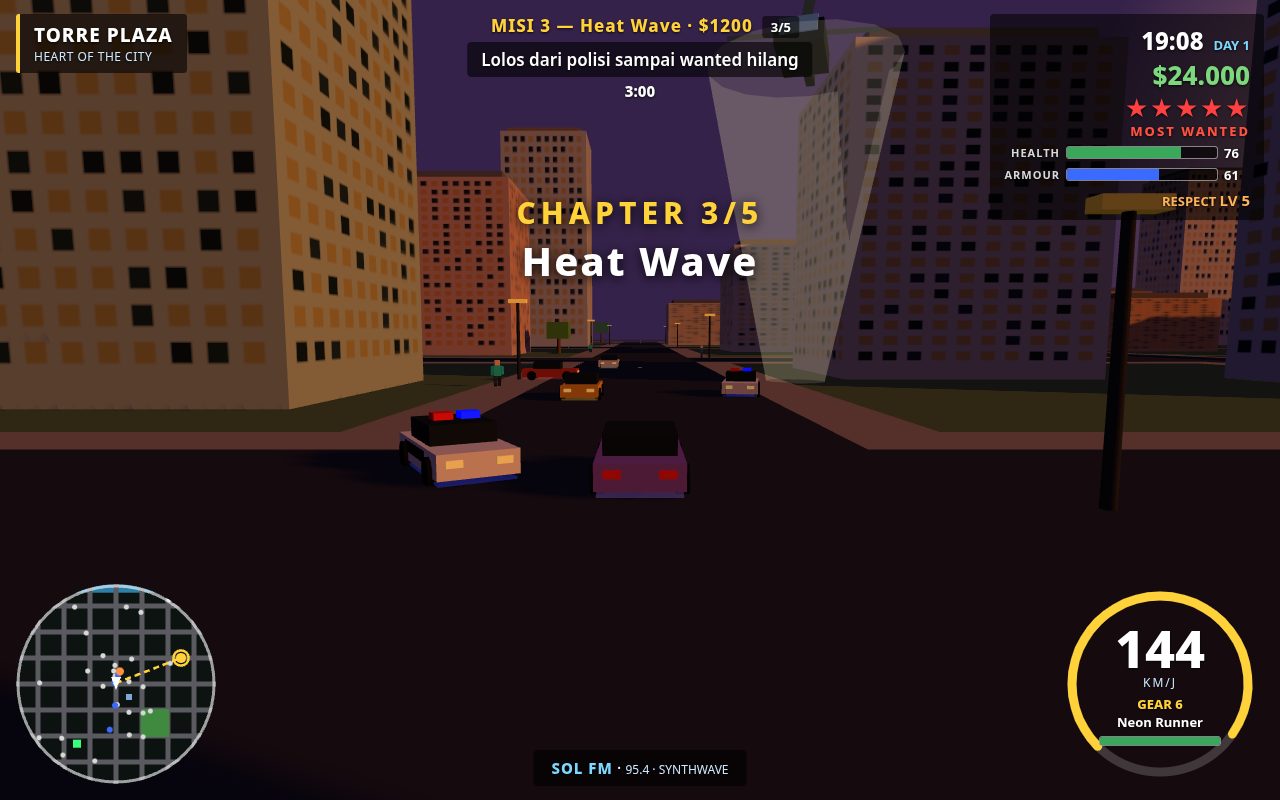 TORRE PLAZA
HEART OF THE CITY
MISI 3 — Heat Wave · $1200 3/5
Lolos dari polisi sampai wanted hilang
3:00
19:08 DAY 1
$24.000
★★★★★
MOST WANTED
HEALTH 76
ARMOUR 61
RESPECT LV 5
CHAPTER 3/5
Heat Wave
144
KM/J
GEAR 6
Neon Runner
SOL FM · 95.4 · SYNTHWAVE